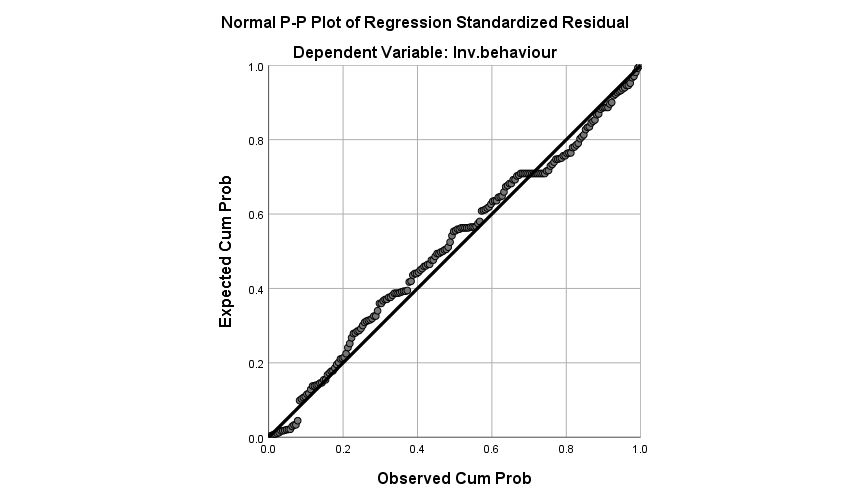 Normal P-P Plot of Regression Standardized Residual
Dependent Variable: Inv.behaviour
1.0
0.8
0.6
0.4
0.2
0.0
Expected Cum Prob
0.0 0.2 0.4 0.6 0.8 1.0
Observed Cum Prob